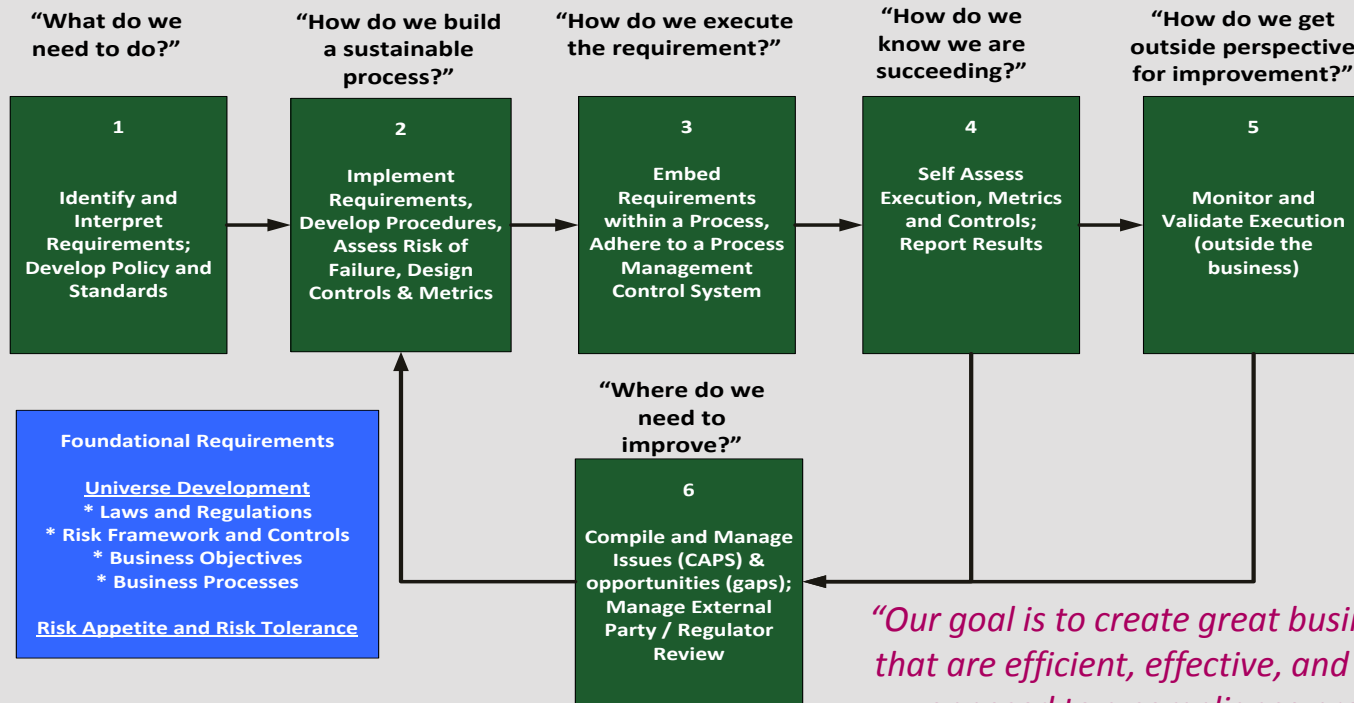 “What do we
need to do?”
“How do we build
a sustainable
process?”
“How do we execute
the requirement?”
“How do we
know we are
succeeding?”
“How do we get
outside perspective
for improvement?”
1
Identify and
Interpret
Requirements;
Develop Policy and
Standards
2
Implement
Requirements,
Develop Procedures,
Assess Risk of
Failure, Design
Controls & Metrics
3
Embed
Requirements
within a Process,
Adhere to a Process
Management
Control System
4
Self Assess
Execution, Metrics
and Controls;
Report Results
5
Monitor and
Validate Execution
(outside the
business)
Foundational Requirements
Universe Development
* Laws and Regulations
* Risk Framework and Controls
* Business Objectives
* Business Processes
Risk Appetite and Risk Tolerance
“Where do we
need to
improve?”
6
Compile and Manage
Issues (CAPS) &
opportunities (gaps);
Manage External
Party / Regulator
Review
“Our goal is to create great
that are efficient, effective, and